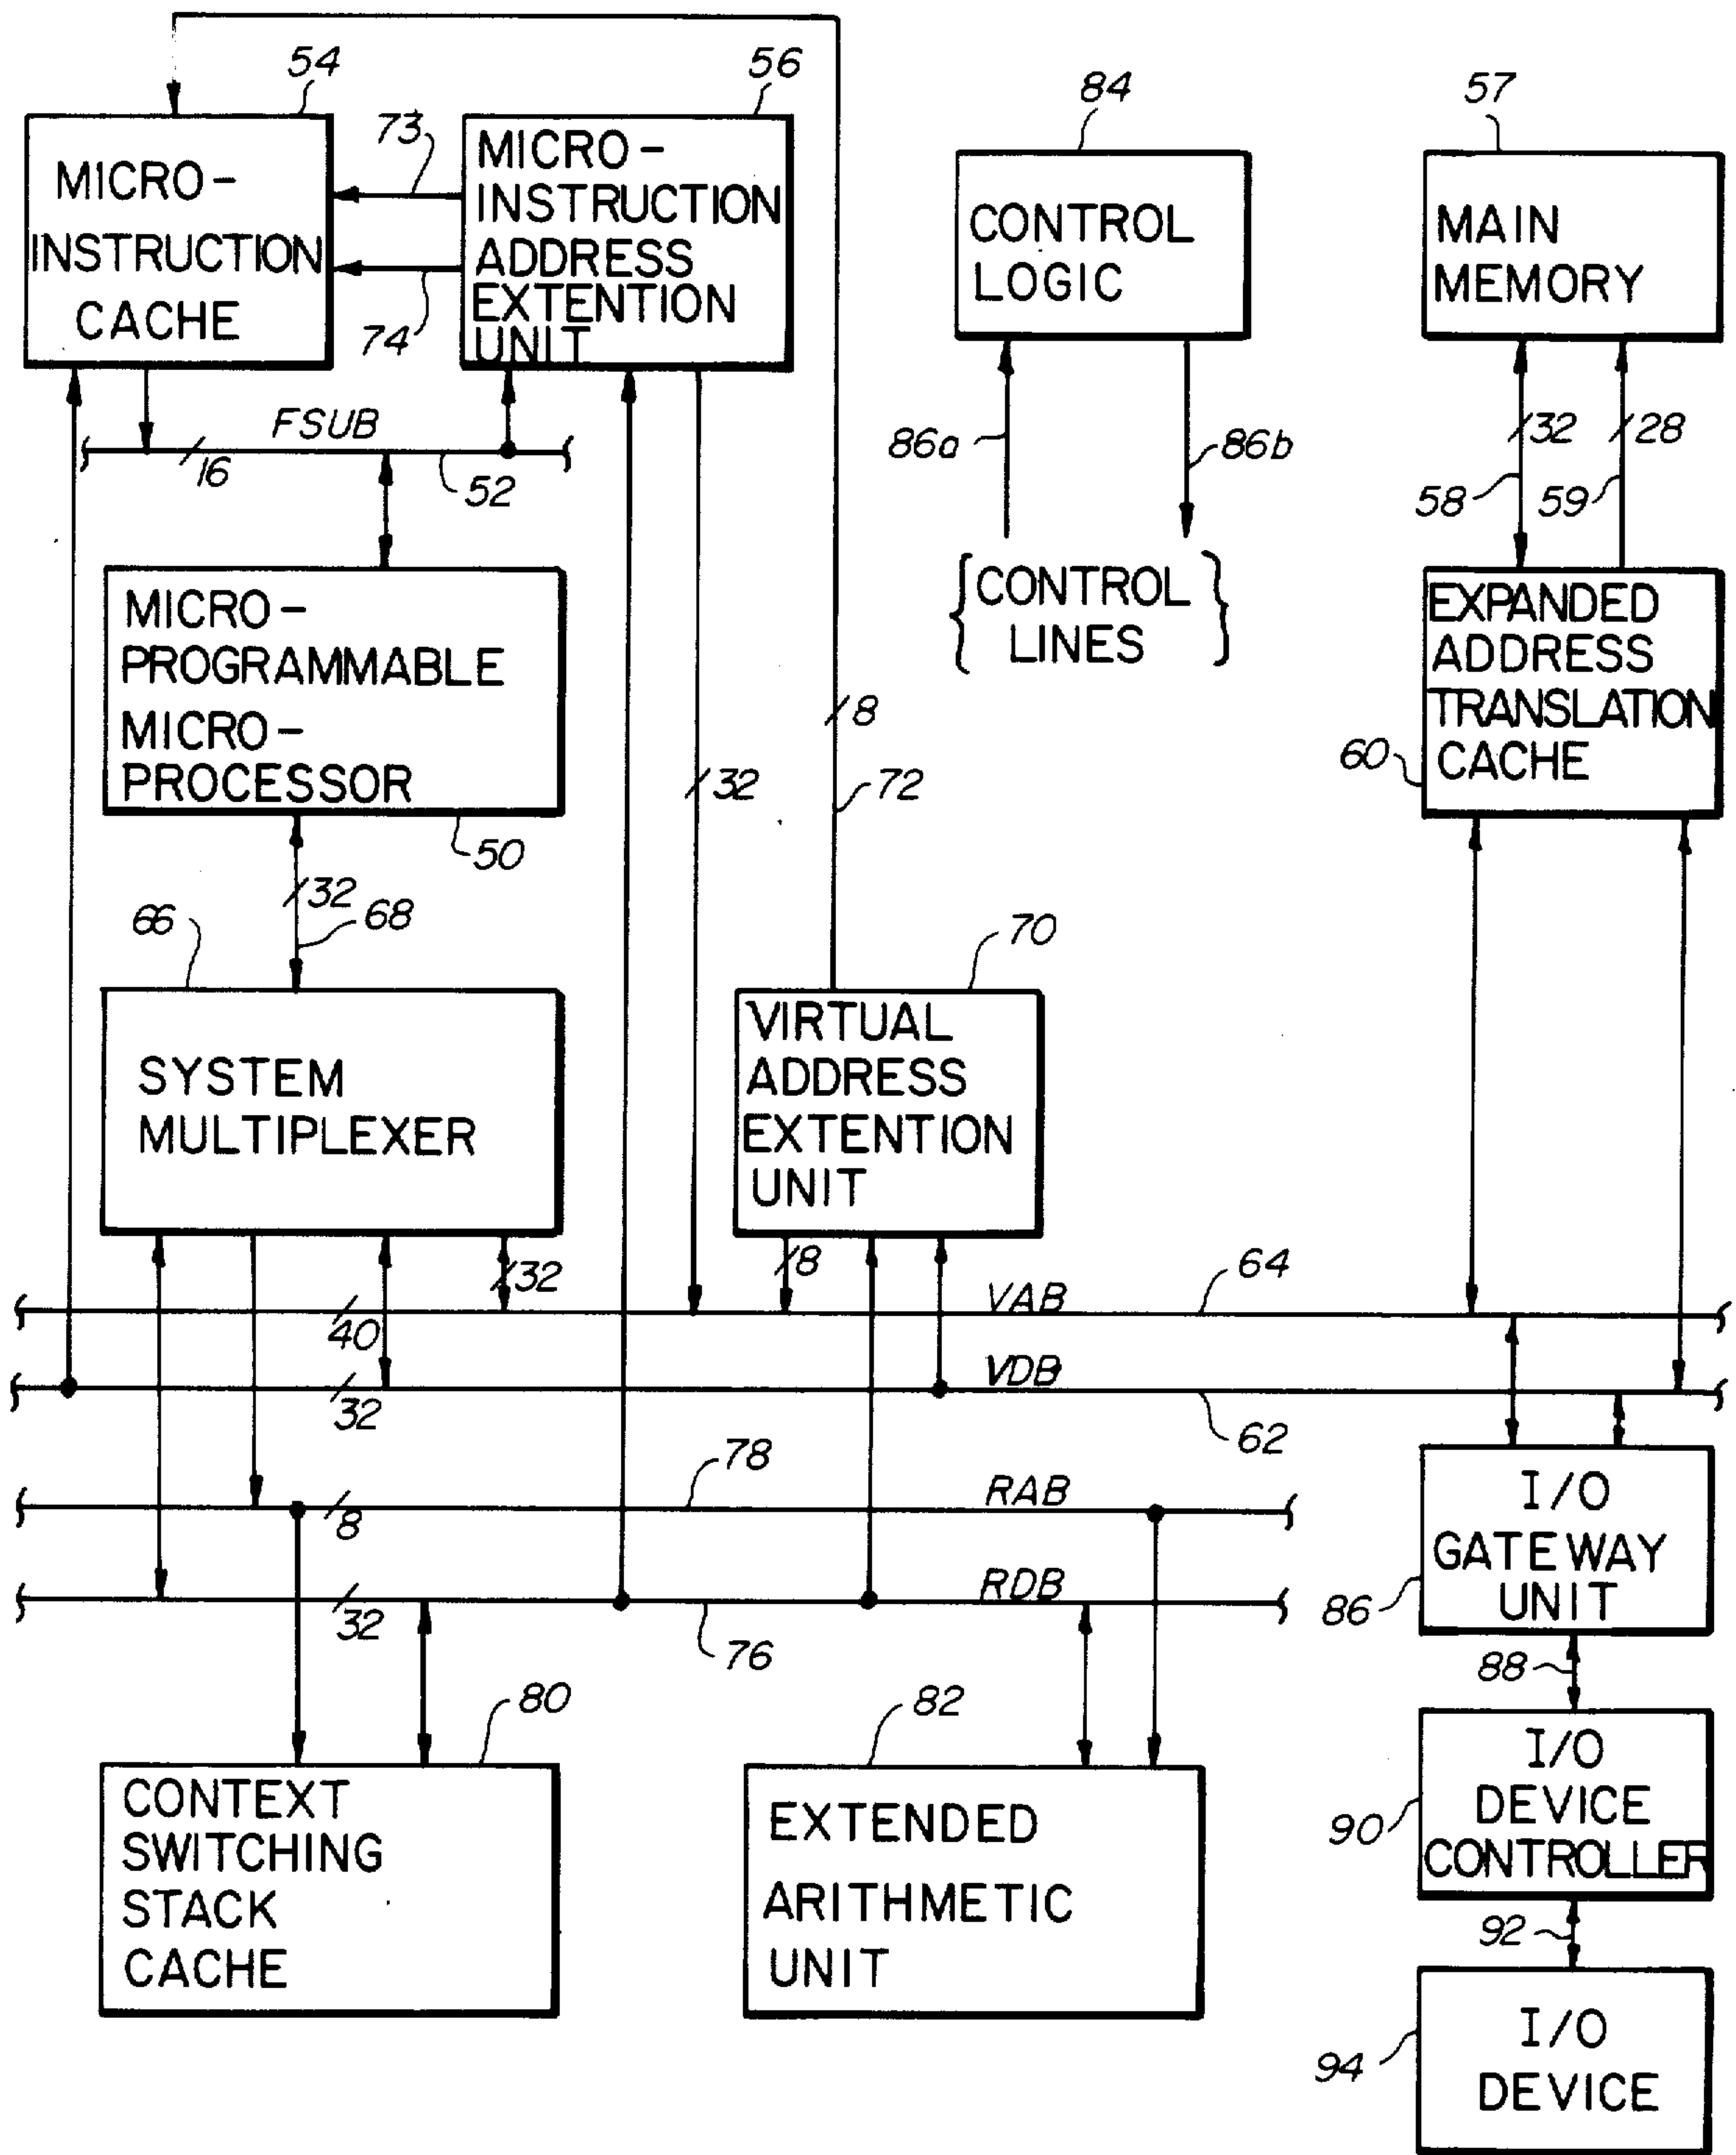 54
56
84
57
73
74
MICRO-
INSTRUCTION
CACHE
MICRO-
INSTRUCTION
ADDRESS
EXTENTION
UNIT
CONTROL
LOGIC
MAIN
MEMORY
FSUB
16
52
86a
86b
32
28
58
59
{CONTROL
LINES}
MICRO-
PROGRAMMABLE
MICRO-
PROCESSOR
50
EXPANDED
ADDRESS
TRANSLATION
CACHE
60
8
72
32
32
68
66
70
SYSTEM
MULTIPLEXER
VIRTUAL
ADDRESS
EXTENTION
UNIT
32
8
VAB
64
40
VDB
62
32
78
RAB
8
RDB
32
76
I/O
GATEWAY
UNIT
86
88
80
82
CONTEXT
SWITCHING
STACK
CACHE
EXTENDED
ARITHMETIC
UNIT
I/O
DEVICE
CONTROLLER
90
92
I/O
DEVICE
94